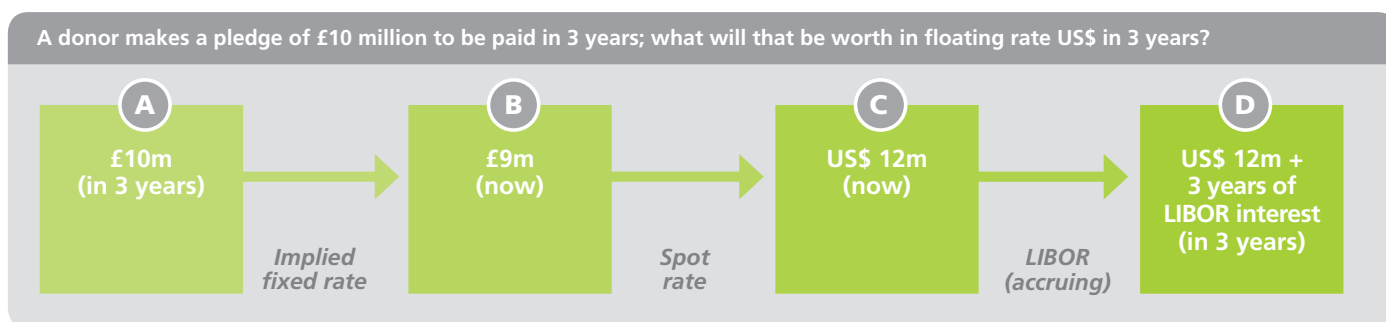 A donor makes a pledge of £10 million to be paid in 3 years; what will that be worth in floating rate US$ in 3 years?
A
£10m
(in 3 years)
Implied
fixed rate
B
£9m
(now)
Spot
rate
C
US$ 12m
(now)
LIBOR
(accruing)
D
US$ 12m +
3 years of
LIBOR interest
(in 3 years)